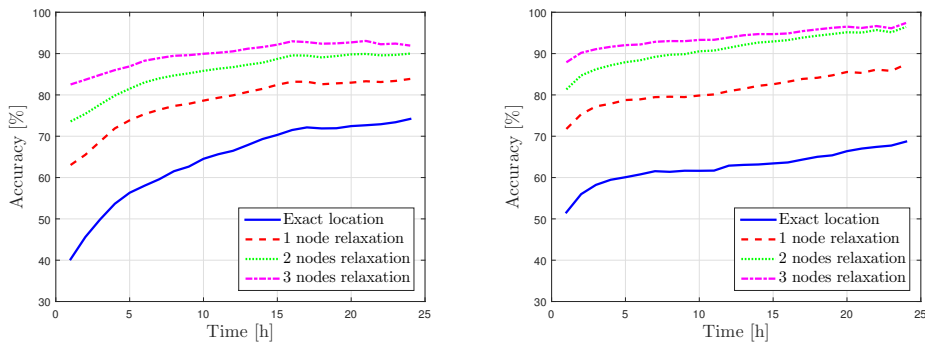 100
90
80
70
60
50
40
30
Accuracy [%]
0
5
10
15
20
25
Time [h]
Exact location
1 node relaxation
2 nodes relaxation
3 nodes relaxation
100
90
80
70
60
50
40
30
Accuracy [%]
0
5
10
15
20
25
Time [h]
Exact location
1 node relaxation
2 nodes relaxation
3 nodes relaxation